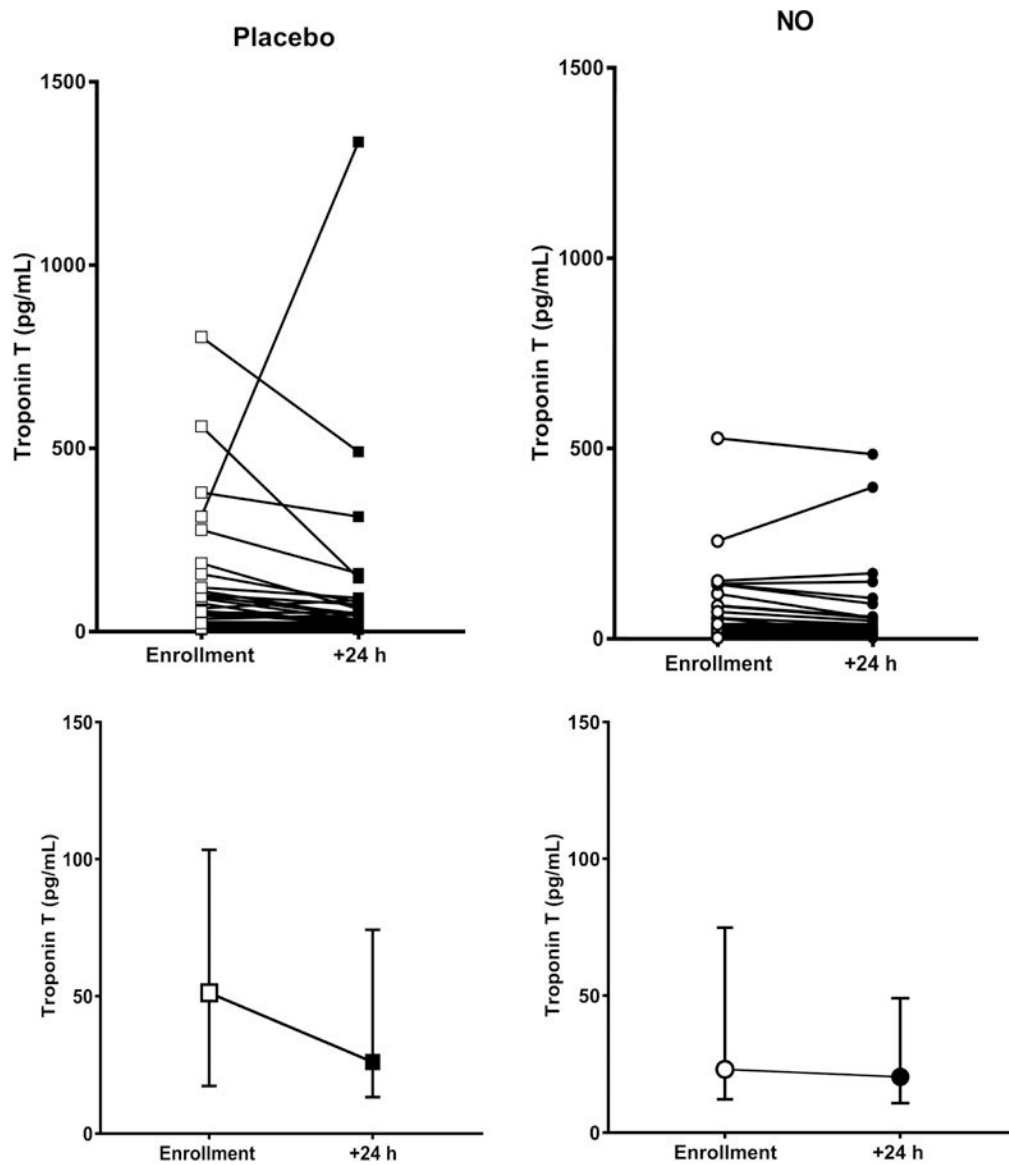 Placebo
1500
1000
500
0
Troponin T (pg/mL)
Enrollment +24 h
NO
1500
1000
500
0
Troponin T (pg/mL)
Enrollment +24 h
150
100
50
0
Troponin T (pg/mL)
Enrollment +24 h
150
100
50
0
Troponin T (pg/mL)
Enrollment +24 h